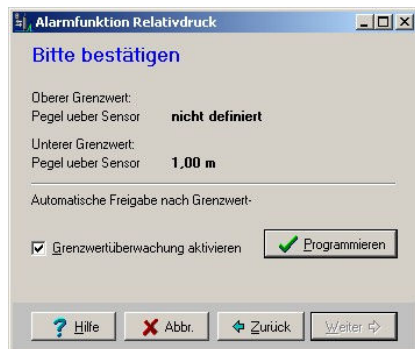 Alarmfunktion Relativdruck
Bitte bestätigen
Oberer Grenzwert:
Pegel ueber Sensor nicht definiert
Unterer Grenzwert:
Pegel ueber Sensor 1,00 m
Automatische Freigabe nach Grenzwert-
Grenzwertüberwachung aktivieren Programmieren
? Hilfe Abbr. Zurück Weiter